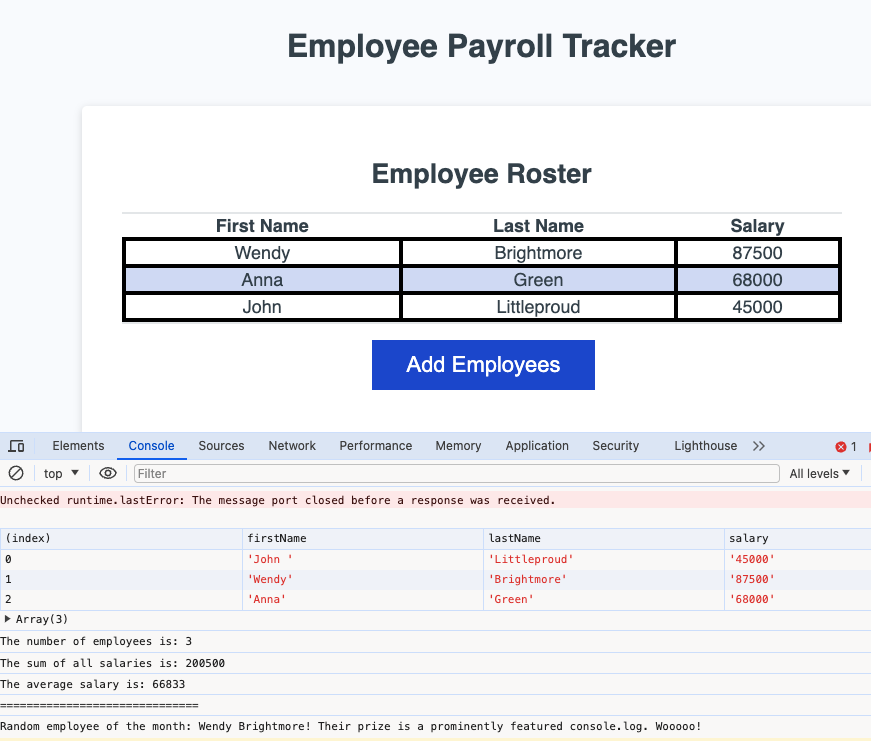 Employee Payroll Tracker
Employee Roster
First Name Last Name Salary
Wendy Brightmore 87500
Anna Green 68000
John Littleproud 45000
Add Employees
Elements Console Sources Network Performance Memory Application Security Lighthouse 1
top Filter All levels
Unchecked runtime.lastError: The message port closed before a response was received.
(index) firstName lastName salary
0 'John ' 'Littleproud' '45000'
1 'Wendy' 'Brightmore' '87500'
2 'Anna' 'Green' '68000'
Array(3)
The number of employees is: 3
The sum of all salaries is: 200500
The average salary is: 66833
==============================
Random employee of the month: Wendy Brightmore! Their prize is a prominently featured console.log. Wooooo!